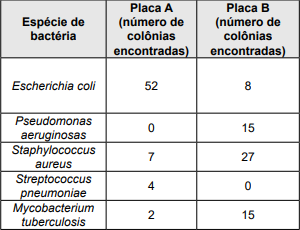 Espécie de bactéria | Placa A (número de colônias encontradas) | Placa B (número de colônias encontradas)
Escherichia coli | 52 | 8
Pseudomonas aeruginosas | 0 | 15
Staphylococcus aureus | 7 | 27
Streptococcus pneumoniae | 4 | 0
Mycobacterium tuberculosis | 2 | 15